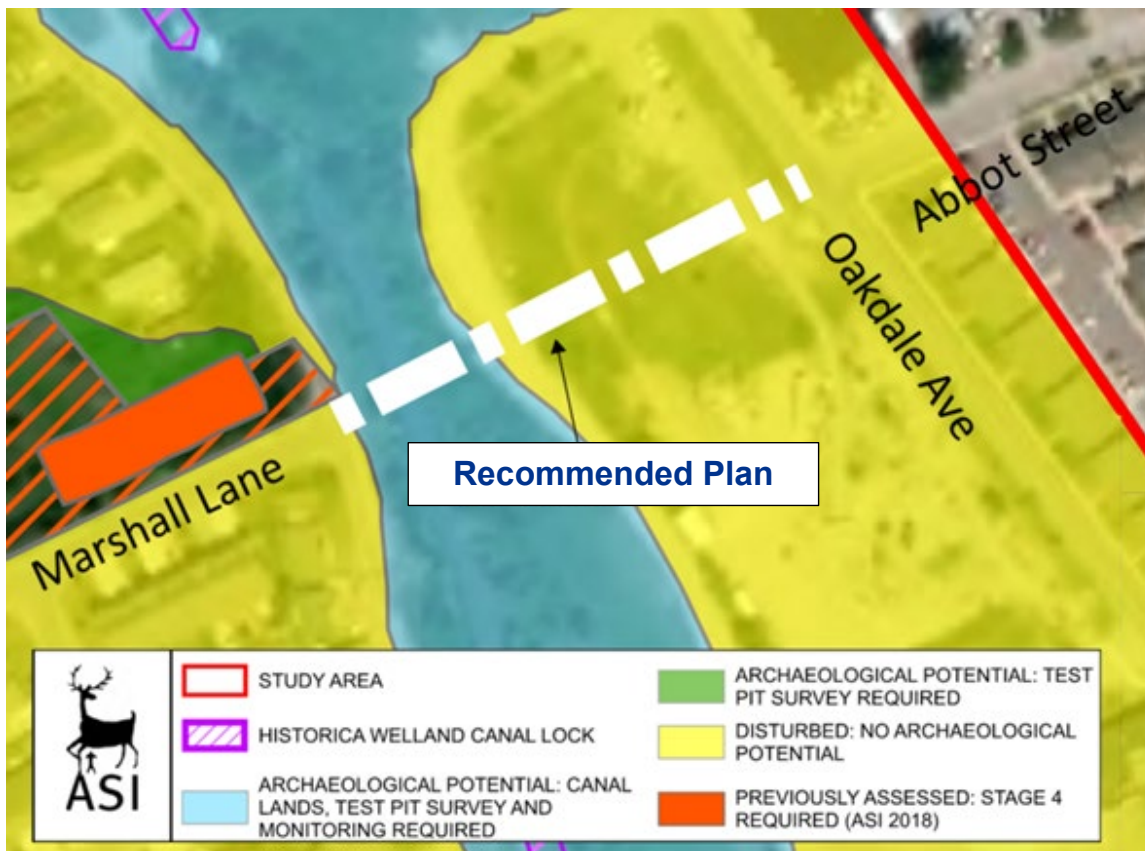 Abbot Street
Oakdale Ave
Recommended Plan
Marshall Lane
ASI
STUDY AREA
HISTORICA WELLAND CANAL LOCK
ARCHAEOLOGICAL POTENTIAL: CANAL
LANDS, TEST PIT SURVEY AND
MONITORING REQUIRED
ARCHAEOLOGICAL POTENTIAL: TEST
PIT SURVEY REQUIRED
DISTURBED: NO ARCHAEOLOGICAL
POTENTIAL
PREVIOUSLY ASSESSED: STAGE 4
REQUIRED (ASI 2018)